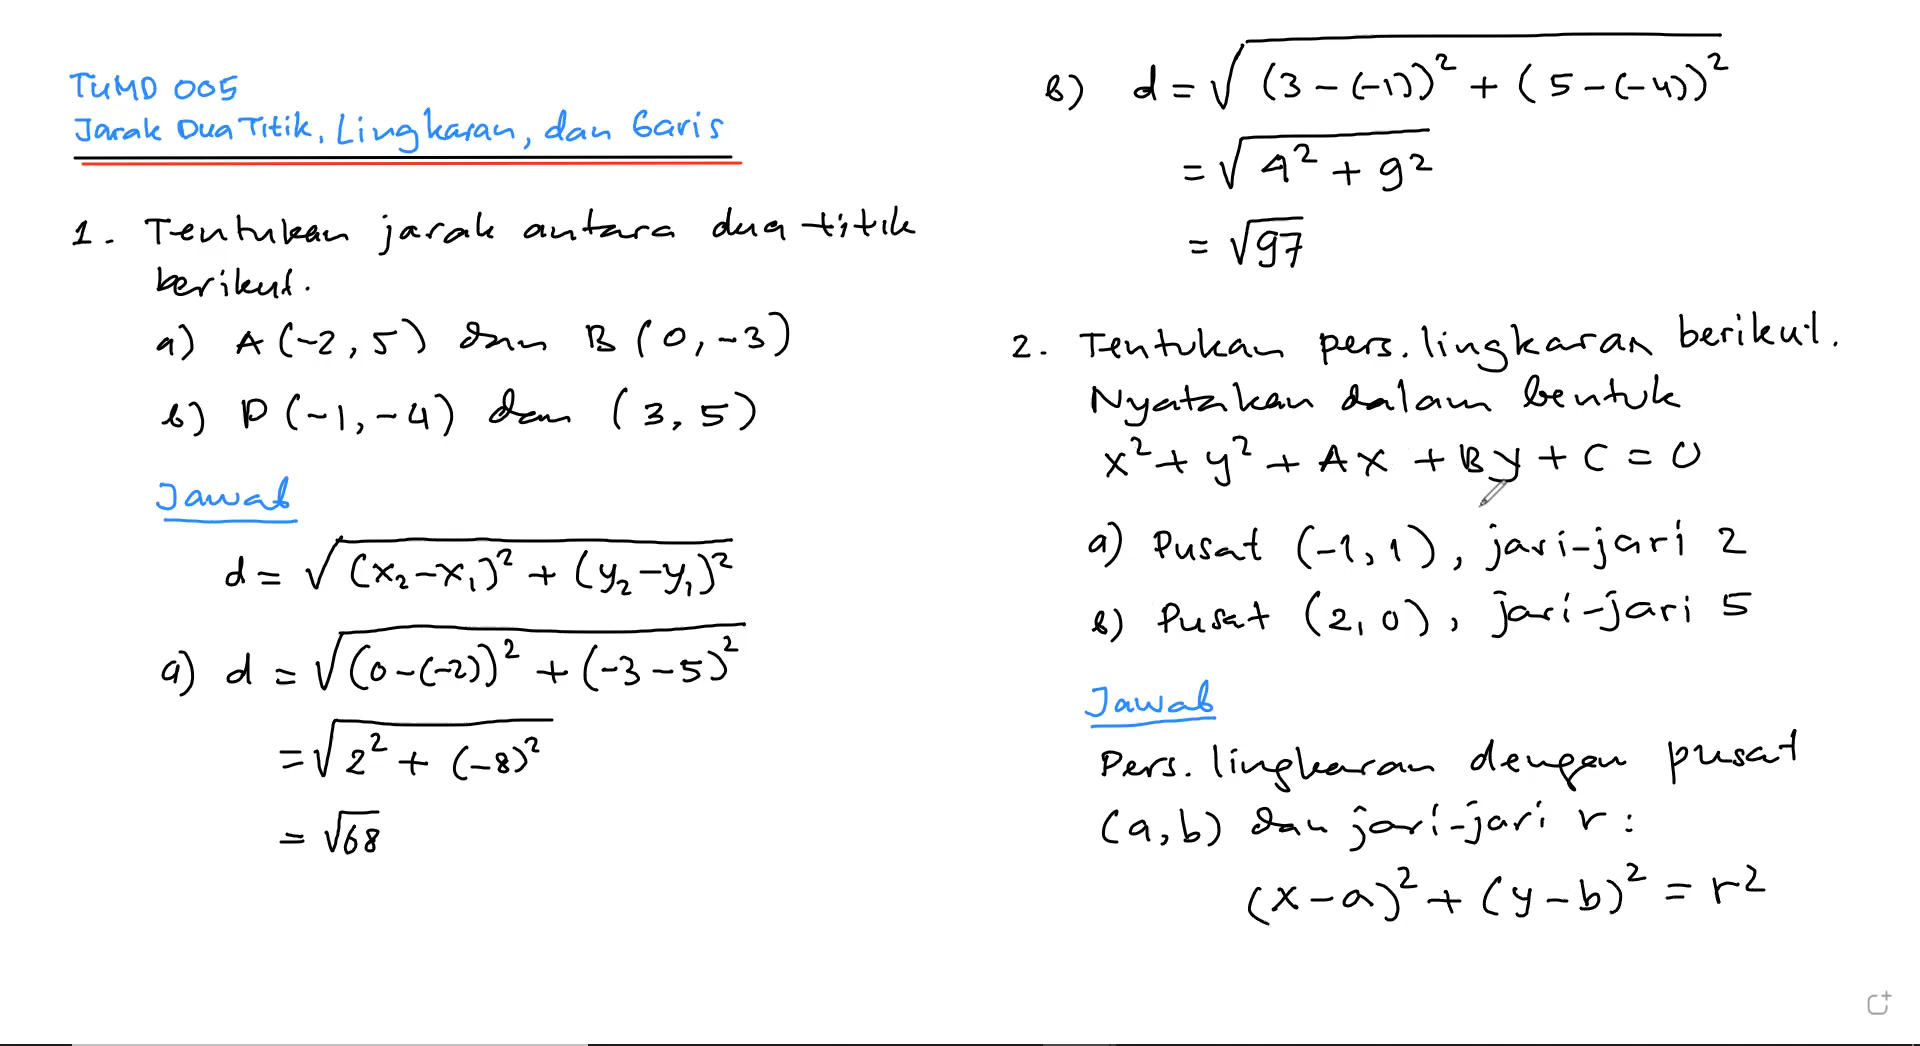 TUMD 005
Jarak Dua Titik, Lingkaran, dan Garis
1. Tentukan jarak antara dua titik
berikut.
a) A(-2, 5) dan B(0, -3)
b) P(-1, -4) dan (3, 5)
Jawab
d = √((x₂-x₁)² + (y₂-y₁)²)
a) d = √((0-(-2))² + (-3-5)²)
= √(2² + (-8)²)
= √68
b) d = √((3-(-1))² + (5-(-4))²)
= √(4² + 9²)
= √97
2. Tentukan pers. lingkaran berikut.
Nyatakan dalam bentuk
x² + y² + Ax + By + C = 0
a) Pusat (-1, 1), jari-jari 2
b) Pusat (2, 0), jari-jari 5
Jawab
Pers. lingkaran dengan pusat
(a, b) dan jari-jari r :
(x-a)² + (y-b)² = r²